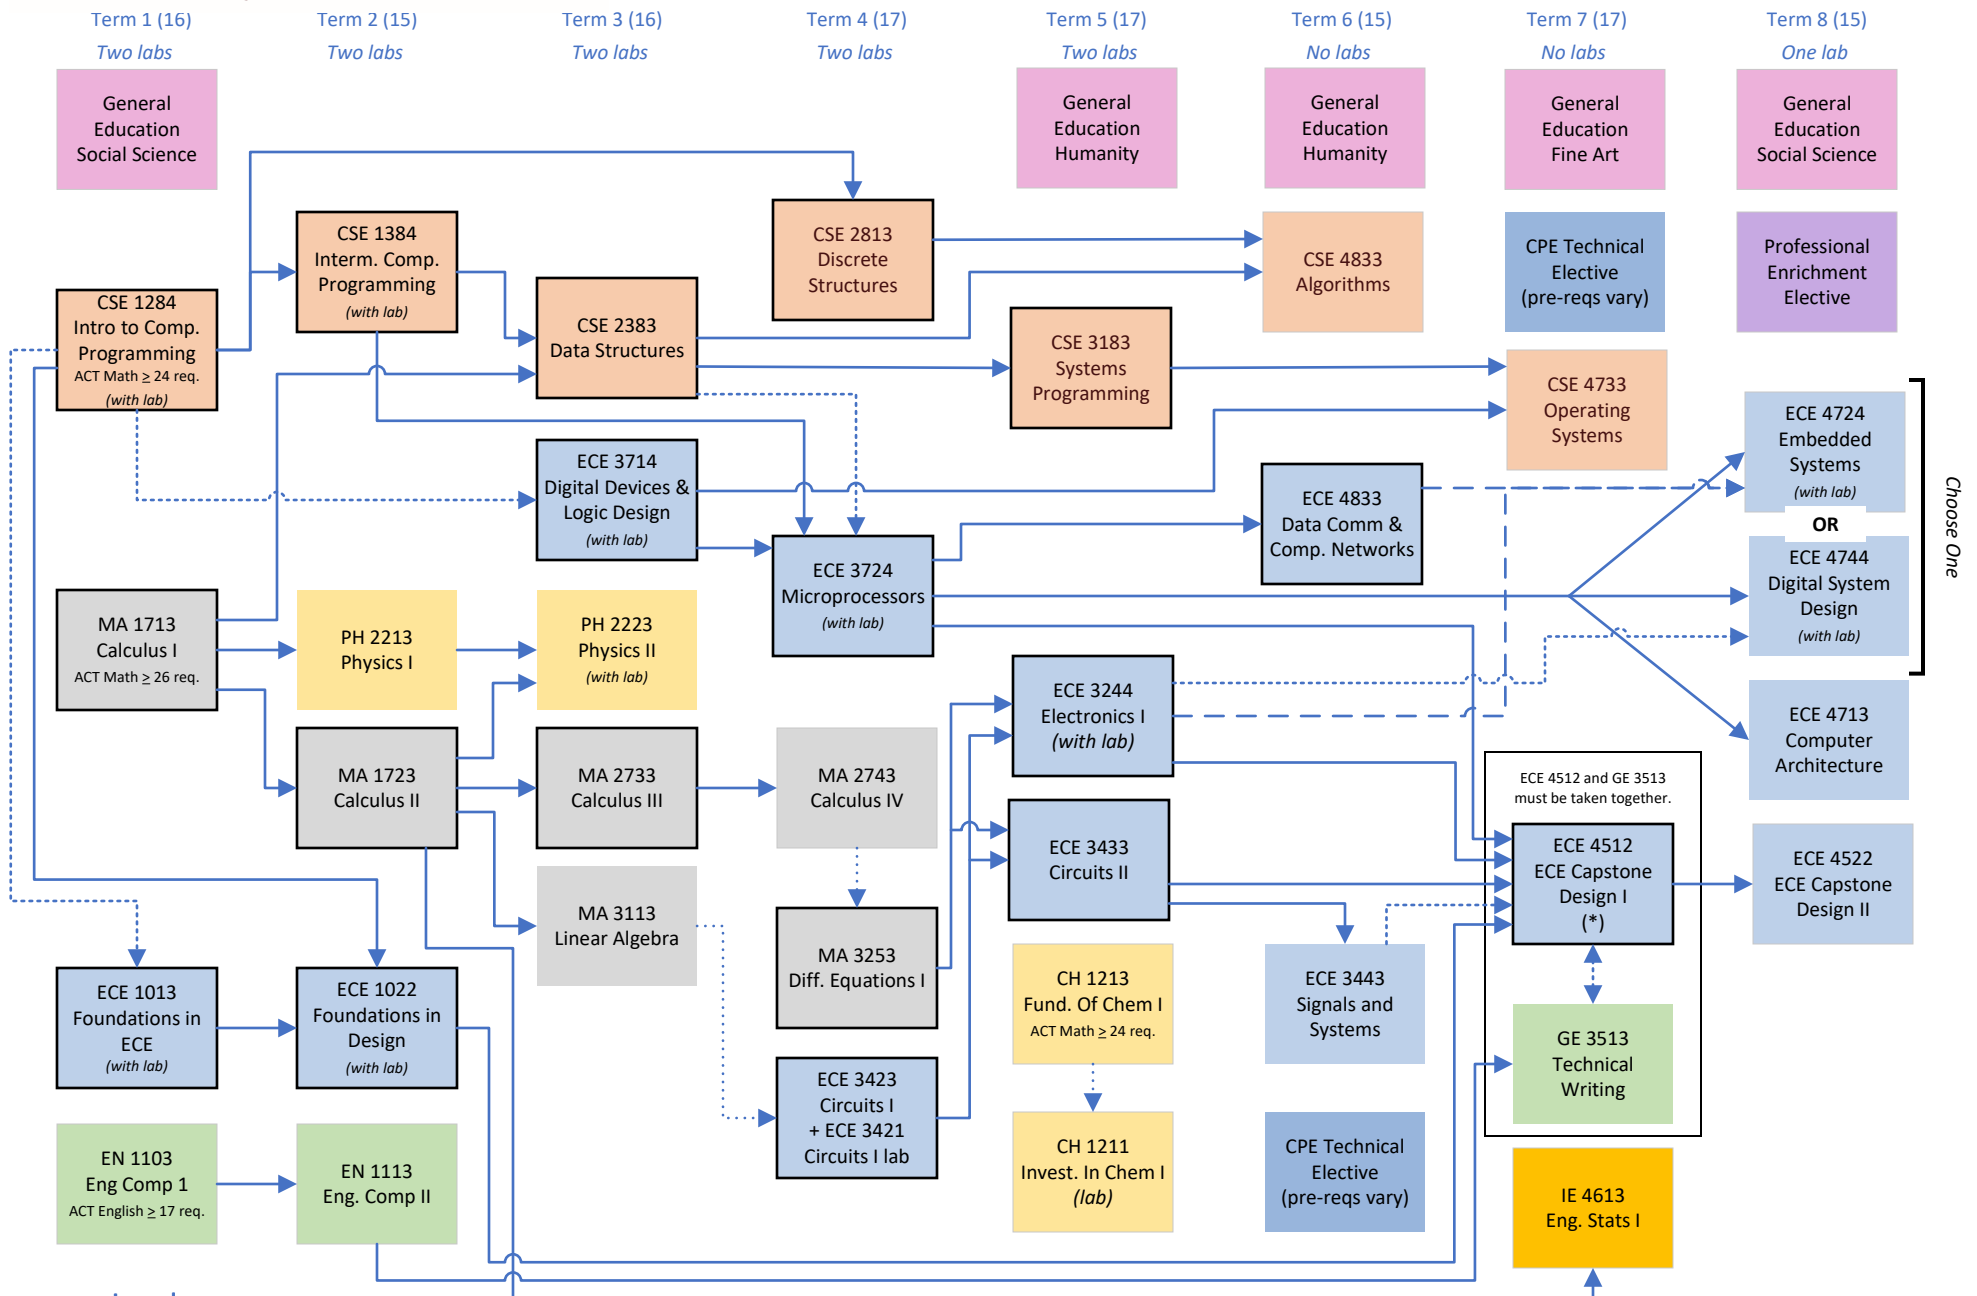 Term 1 (16)
Two labs
General
Education
Social Science
CSE 1284
Intro to Comp.
Programming
ACT Math ≥ 24 req.
(with lab)
MA 1713
Calculus I
ACT Math ≥ 26 req.
ECE 1013
Foundations in
ECE
(with lab)
EN 1103
Eng Comp 1
ACT English ≥ 17 req.
Term 2 (15)
Two labs
CSE 1384
Interm. Comp.
Programming
(with lab)
PH 2213
Physics I
MA 1723
Calculus II
ECE 1022
Foundations in
Design
(with lab)
EN 1113
Eng. Comp II
Term 3 (16)
Two labs
CSE 2383
Data Structures
ECE 3714
Digital Devices &
Logic Design
(with lab)
PH 2223
Physics II
(with lab)
MA 2733
Calculus III
MA 3113
Linear Algebra
Term 4 (17)
Two labs
CSE 2813
Discrete
Structures
ECE 3724
Microprocessors
(with lab)
MA 2743
Calculus IV
MA 3253
Diff. Equations I
ECE 3423
Circuits I
+ ECE 3421
Circuits I lab
Term 5 (17)
Two labs
General
Education
Humanity
CSE 3183
Systems
Programming
ECE 3244
Electronics I
(with lab)
ECE 3433
Circuits II
CH 1213
Fund. Of Chem I
ACT Math ≥ 24 req.
CH 1211
Invest. In Chem I
(lab)
Term 6 (15)
No labs
General
Education
Humanity
CSE 4833
Algorithms
ECE 4833
Data Comm &
Comp. Networks
ECE 3443
Signals and
Systems
CPE Technical
Elective
(pre-reqs vary)
Term 7 (17)
No labs
General
Education
Fine Art
CPE Technical
Elective
(pre-reqs vary)
CSE 4733
Operating
Systems
ECE 4512 and GE 3513
must be taken together.
ECE 4512
ECE Capstone
Design I
(*)
GE 3513
Technical
Writing
IE 4613
Eng. Stats I
Term 8 (15)
One lab
General
Education
Social Science
Professional
Enrichment
Elective
ECE 4724
Embedded
Systems
(with lab)
OR
ECE 4744
Digital System
Design
(with lab)
Choose One
ECE 4713
Computer
Architecture
ECE 4522
ECE Capstone
Design II